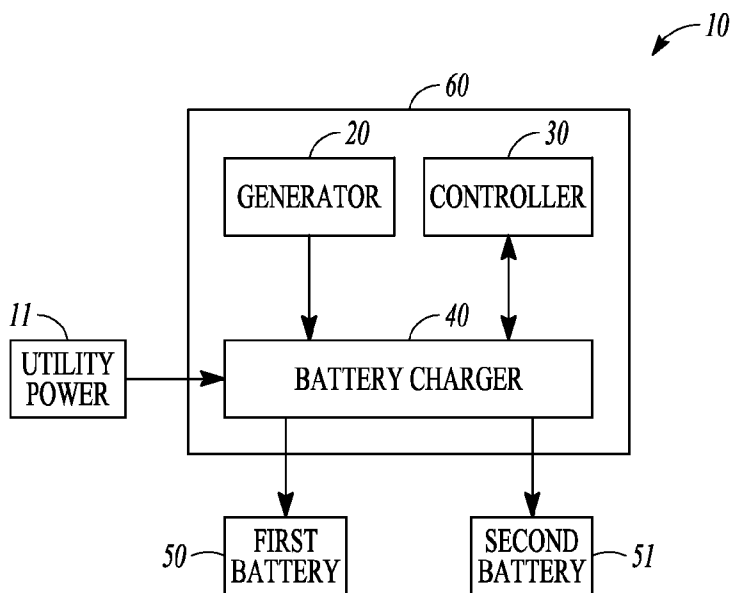 10
60
20
30
GENERATOR
CONTROLLER
11
40
UTILITY
POWER
BATTERY CHARGER
50
FIRST
BATTERY
SECOND
BATTERY
51